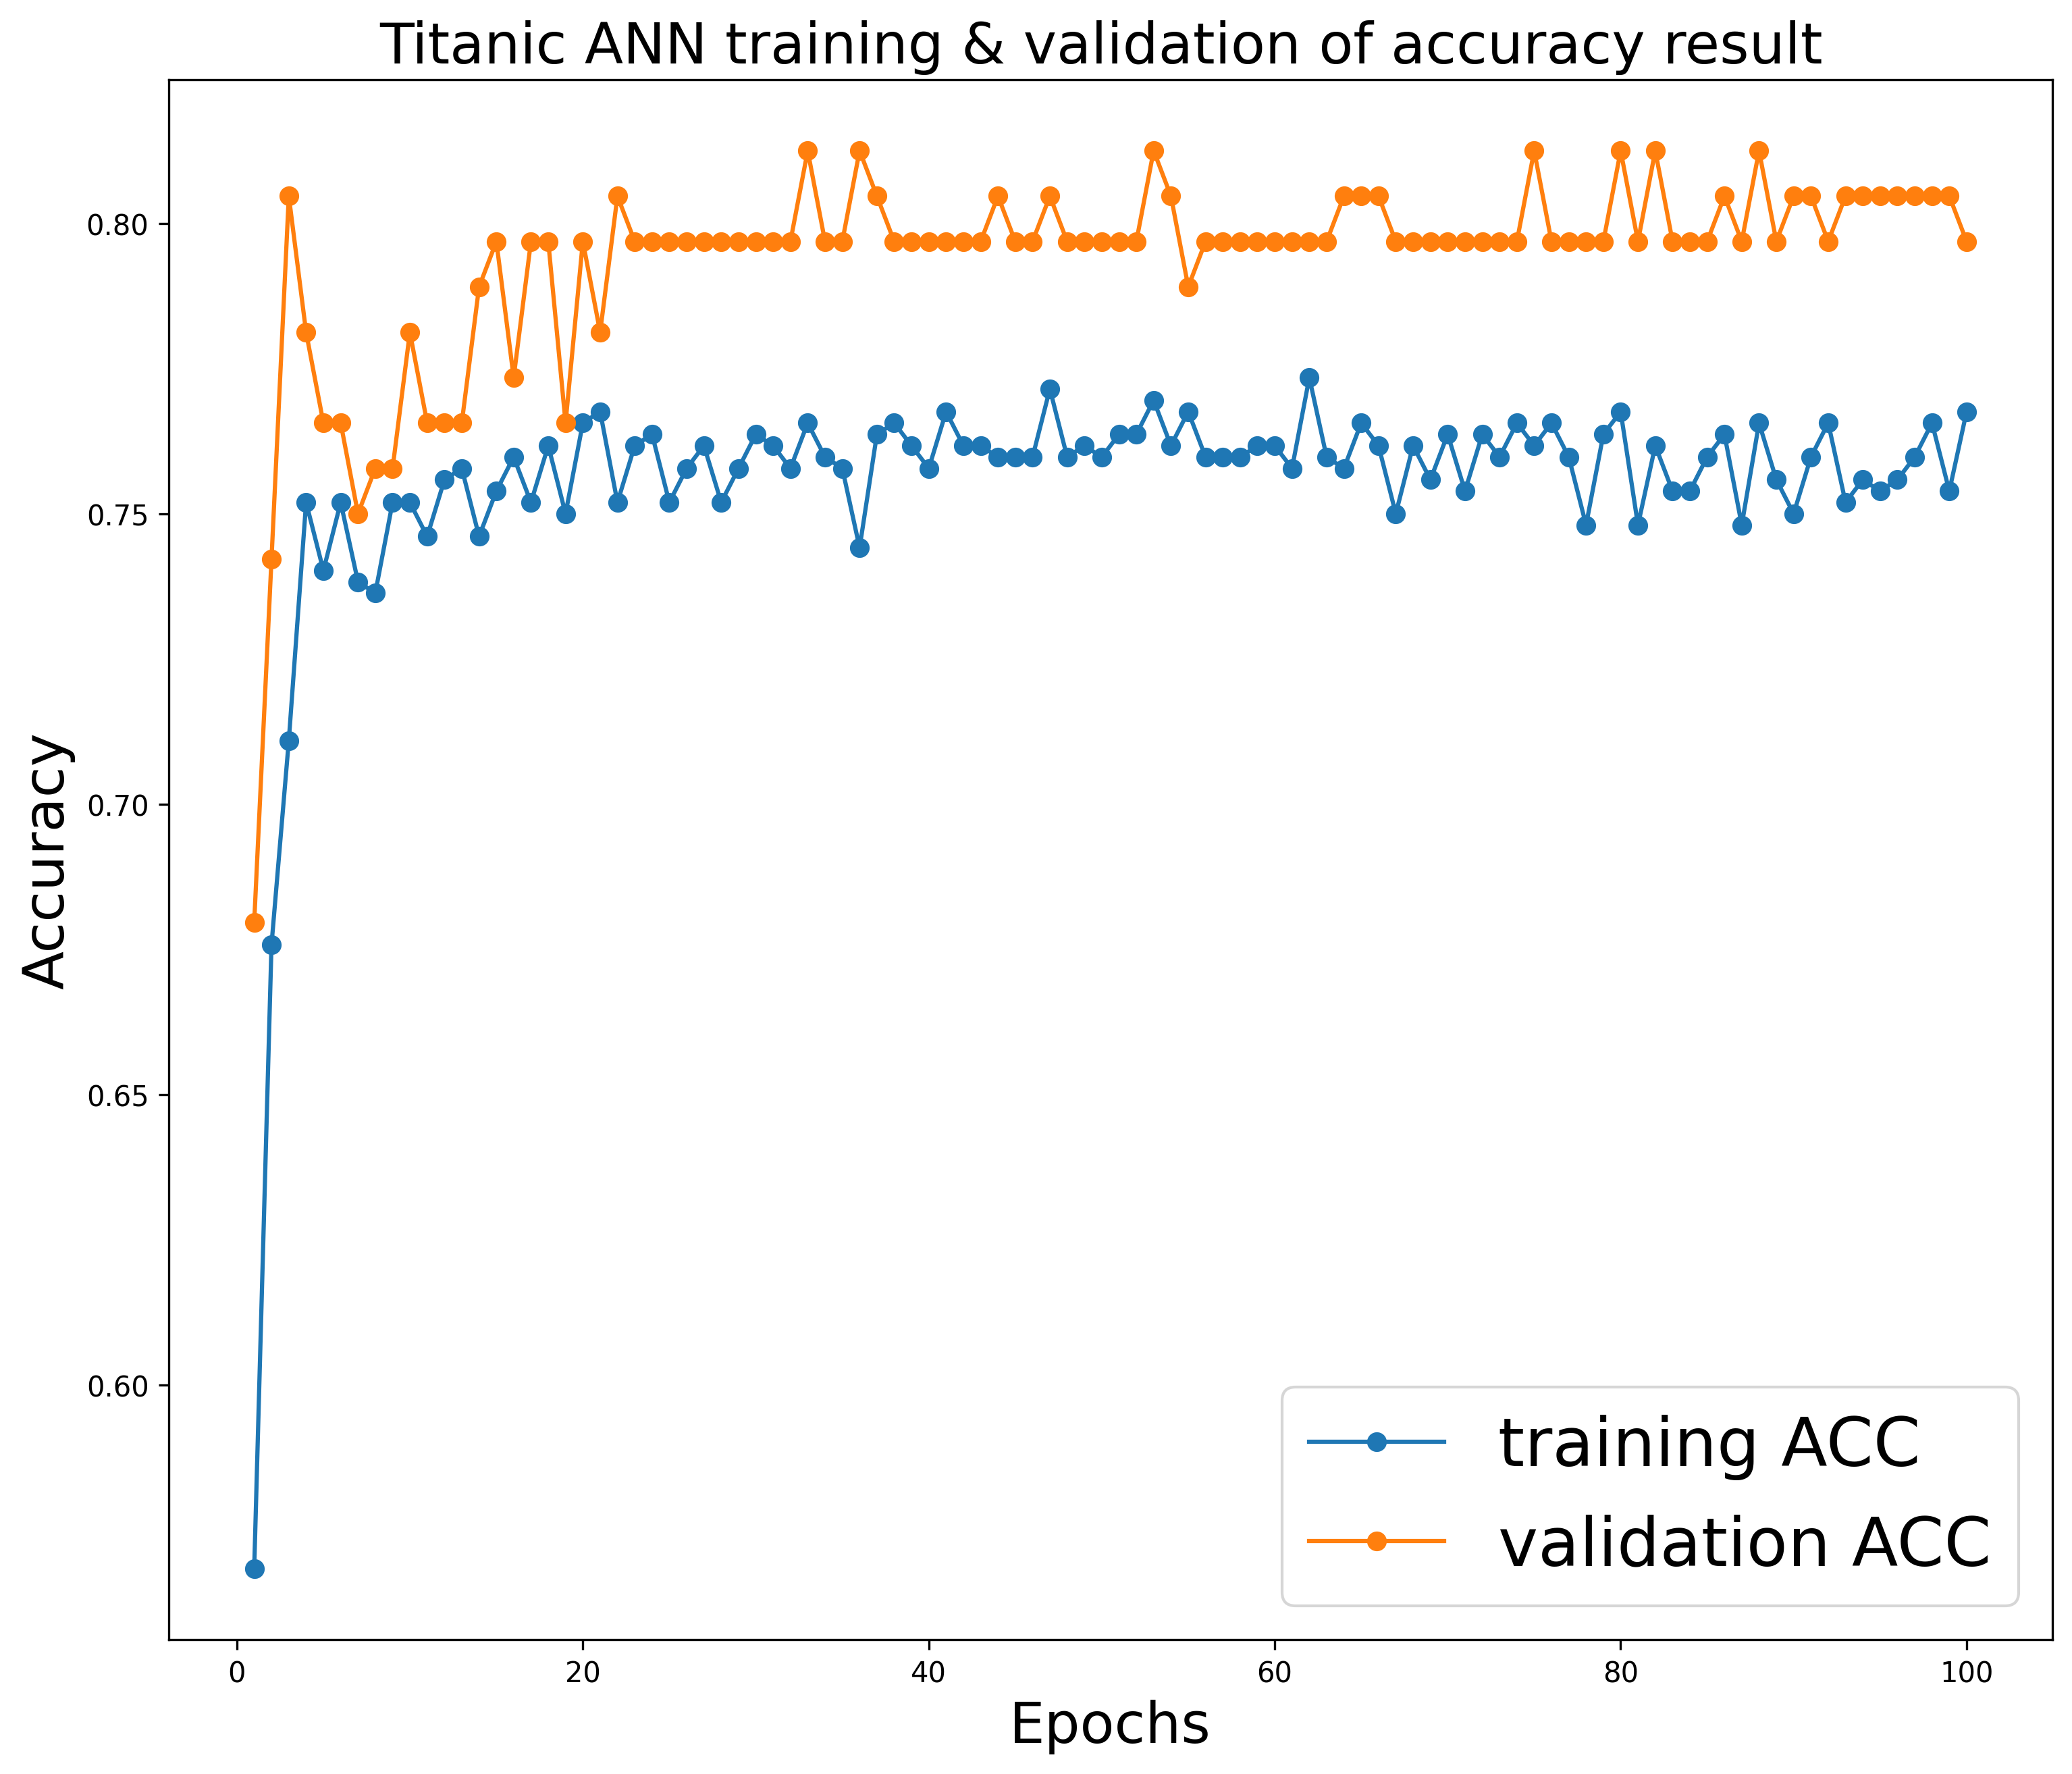 Titanic ANN training & validation of accuracy result
Accuracy
0.80
0.75
0.70
0.65
0.60
training ACC
validation ACC
0 20 40 60 80 100
Epochs